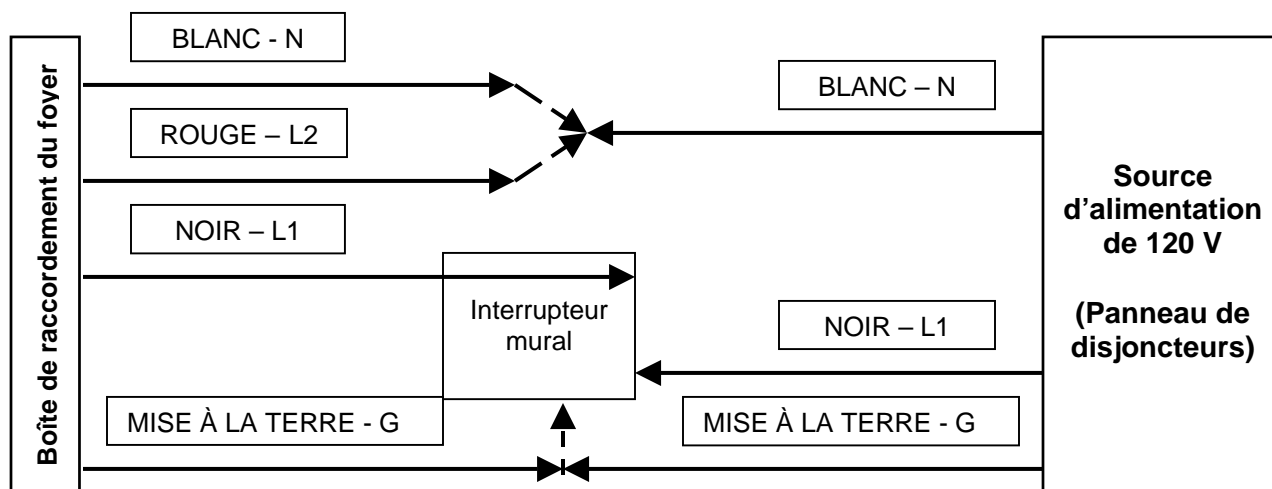 Boîte de raccordement du foyer
BLANC - N
ROUGE – L2
NOIR – L1
Interrupteur
mural
MISE À LA TERRE - G
BLANC – N
NOIR – L1
MISE À LA TERRE - G
Source
d’alimentation
de 120 V
(Panneau de
disjoncteurs)